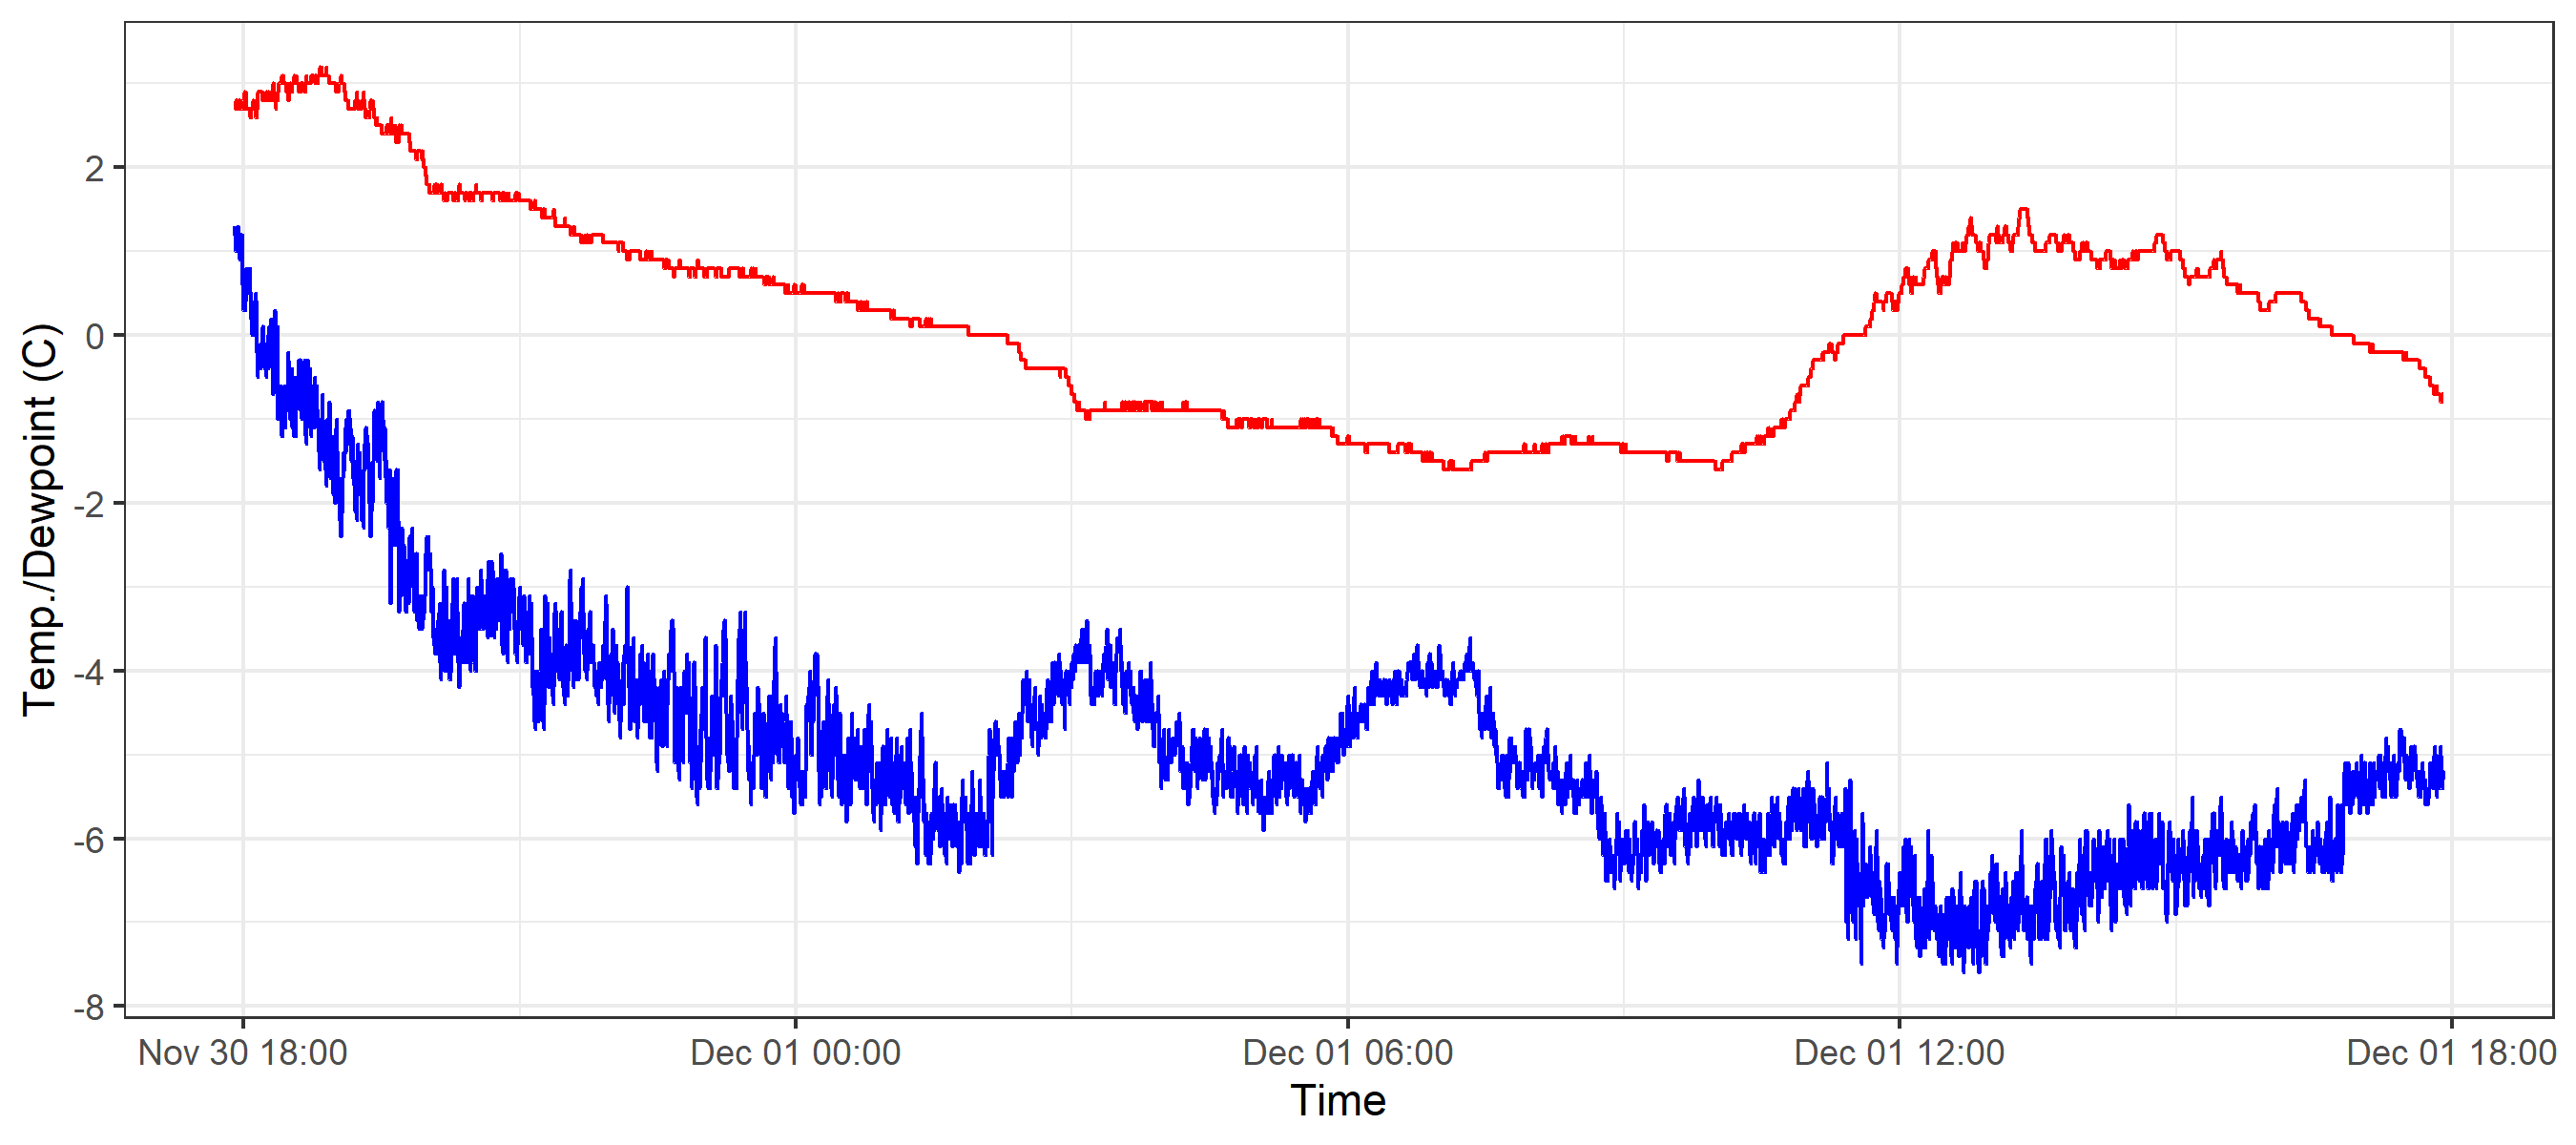 Temp./Dewpoint (C)
2
0
-2
-4
-6
-8
Nov 30 18:00
Dec 01 00:00
Dec 01 06:00
Dec 01 12:00
Dec 01 18:00
Time